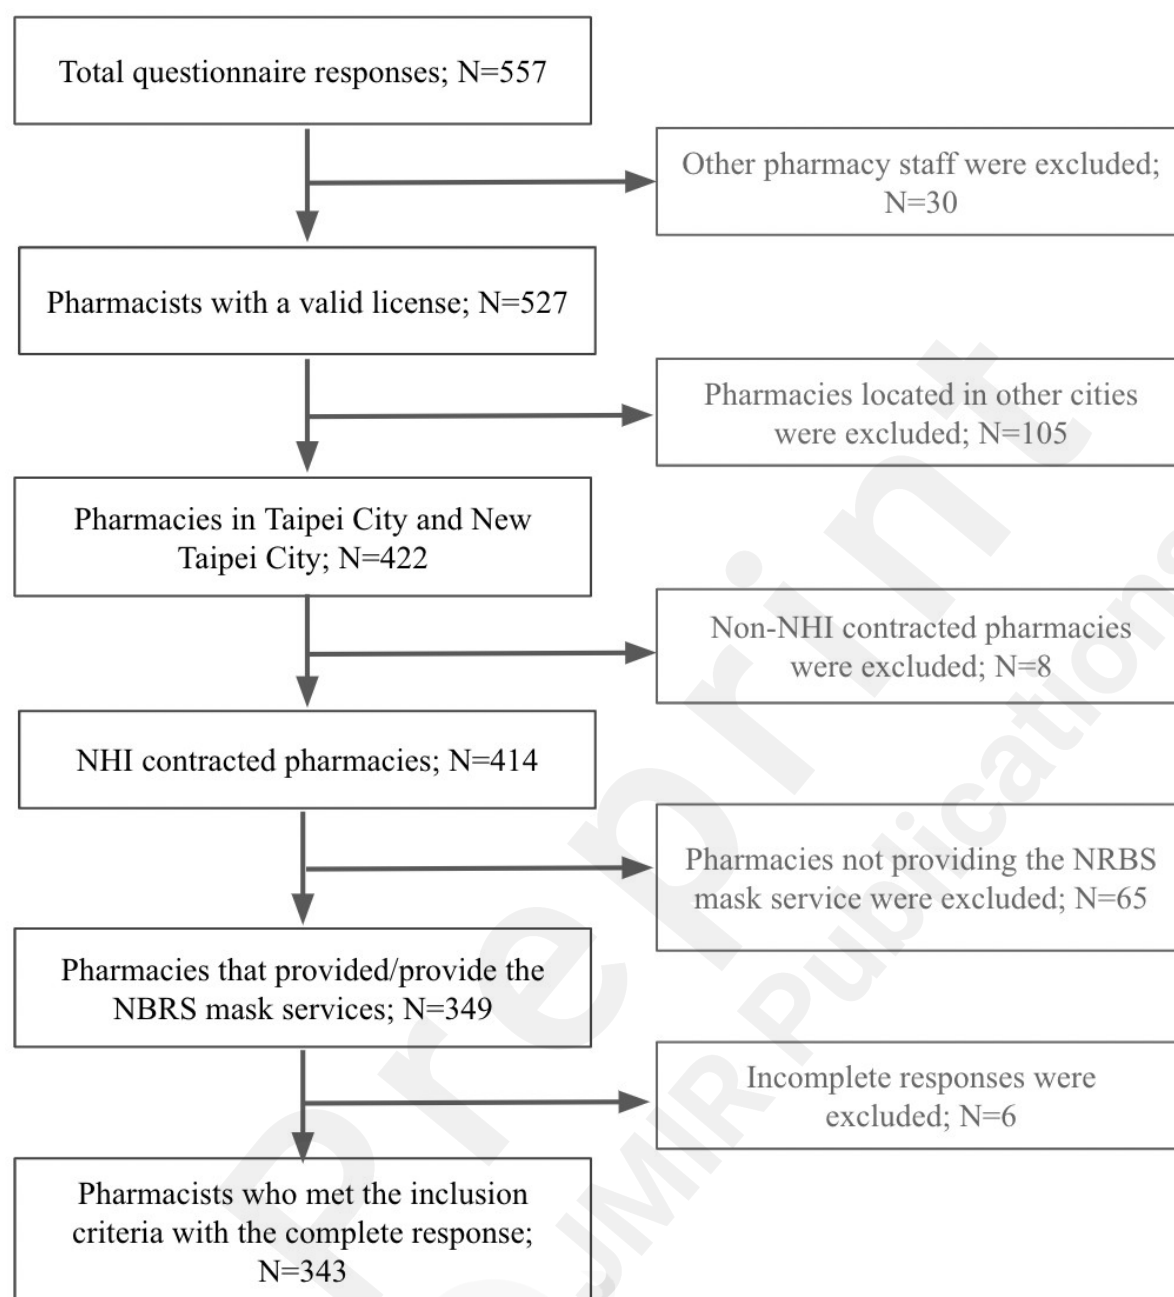 Total questionnaire responses; N=557
Other pharmacy staff were excluded;
N=30
Pharmacists with a valid license; N=527
Pharmacies located in other cities
were excluded; N=105
Pharmacies in Taipei City and New
Taipei City; N=422
Non-NHI contracted pharmacies
were excluded; N=8
NHI contracted pharmacies; N=414
Pharmacies not providing the NRBS
mask service were excluded; N=65
Pharmacies that provided/provide the
NBRS mask services; N=349
Incomplete responses were
excluded; N=6
Pharmacists who met the inclusion
criteria with the complete response;
N=343
Preprint
JMIR Publications